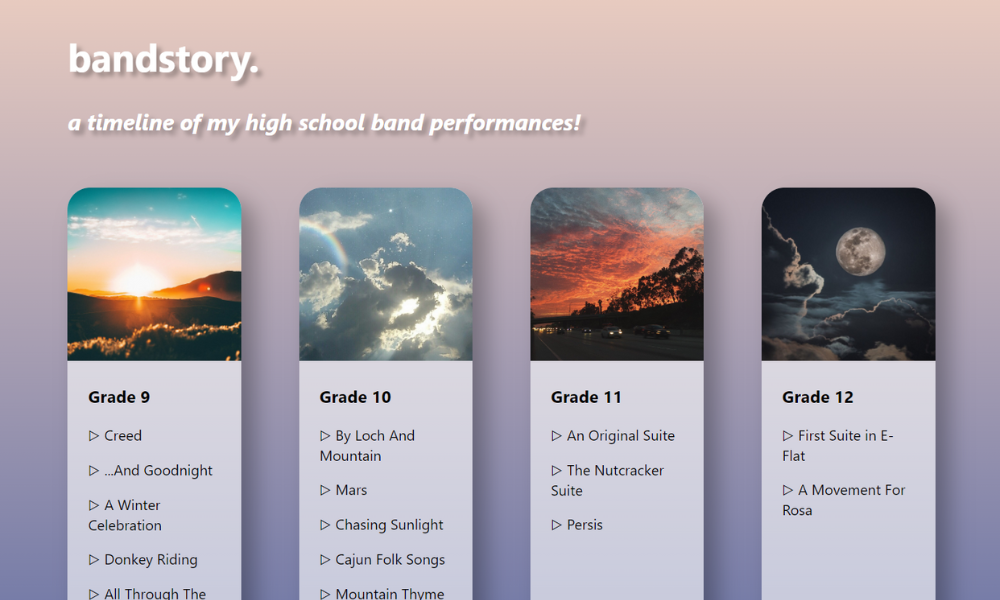 bandstory.
a timeline of my high school band performances!
Grade 9
▷ Creed
▷ ...And Goodnight
▷ A Winter
Celebration
▷ Donkey Riding
▷ All Through The
Grade 10
▷ By Loch And
Mountain
▷ Mars
▷ Chasing Sunlight
▷ Cajun Folk Songs
▷ Mountain Thyme
Grade 11
▷ An Original Suite
▷ The Nutcracker
Suite
▷ Persis
Grade 12
▷ First Suite in E-
Flat
▷ A Movement For
Rosa